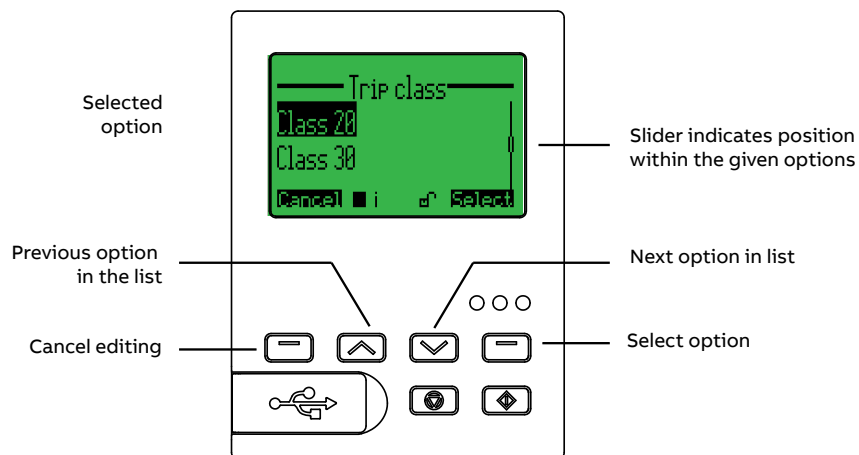 Trip class
Selected
option
Class 20
Slider indicates position
within the given options
Class 30
Cancel i Select
Previous option
in the list
Next option in list
Cancel editing
Select option